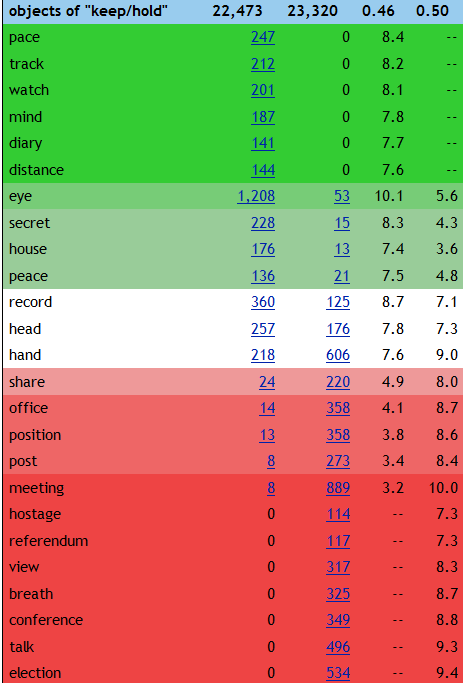 objects of "keep/hold" 22,473 23,320 0.46 0.50
pace 247 0 8.4 --
track 212 0 8.2 --
watch 201 0 8.1 --
mind 187 0 7.8 --
diary 141 0 7.7 --
distance 144 0 7.6 --
eye 1,208 53 10.1 5.6
secret 228 15 8.3 4.3
house 176 13 7.4 3.6
peace 136 21 7.5 4.8
record 360 125 8.7 7.1
head 257 176 7.8 7.3
hand 218 606 7.6 9.0
share 24 220 4.9 8.0
office 14 358 4.1 8.7
position 13 358 3.8 8.6
post 8 273 3.4 8.4
meeting 8 889 3.2 10.0
hostage 0 114 -- 7.3
referendum 0 117 -- 7.3
view 0 317 -- 8.3
breath 0 325 -- 8.7
conference 0 349 -- 8.8
talk 0 496 -- 9.3
election 0 534 -- 9.4